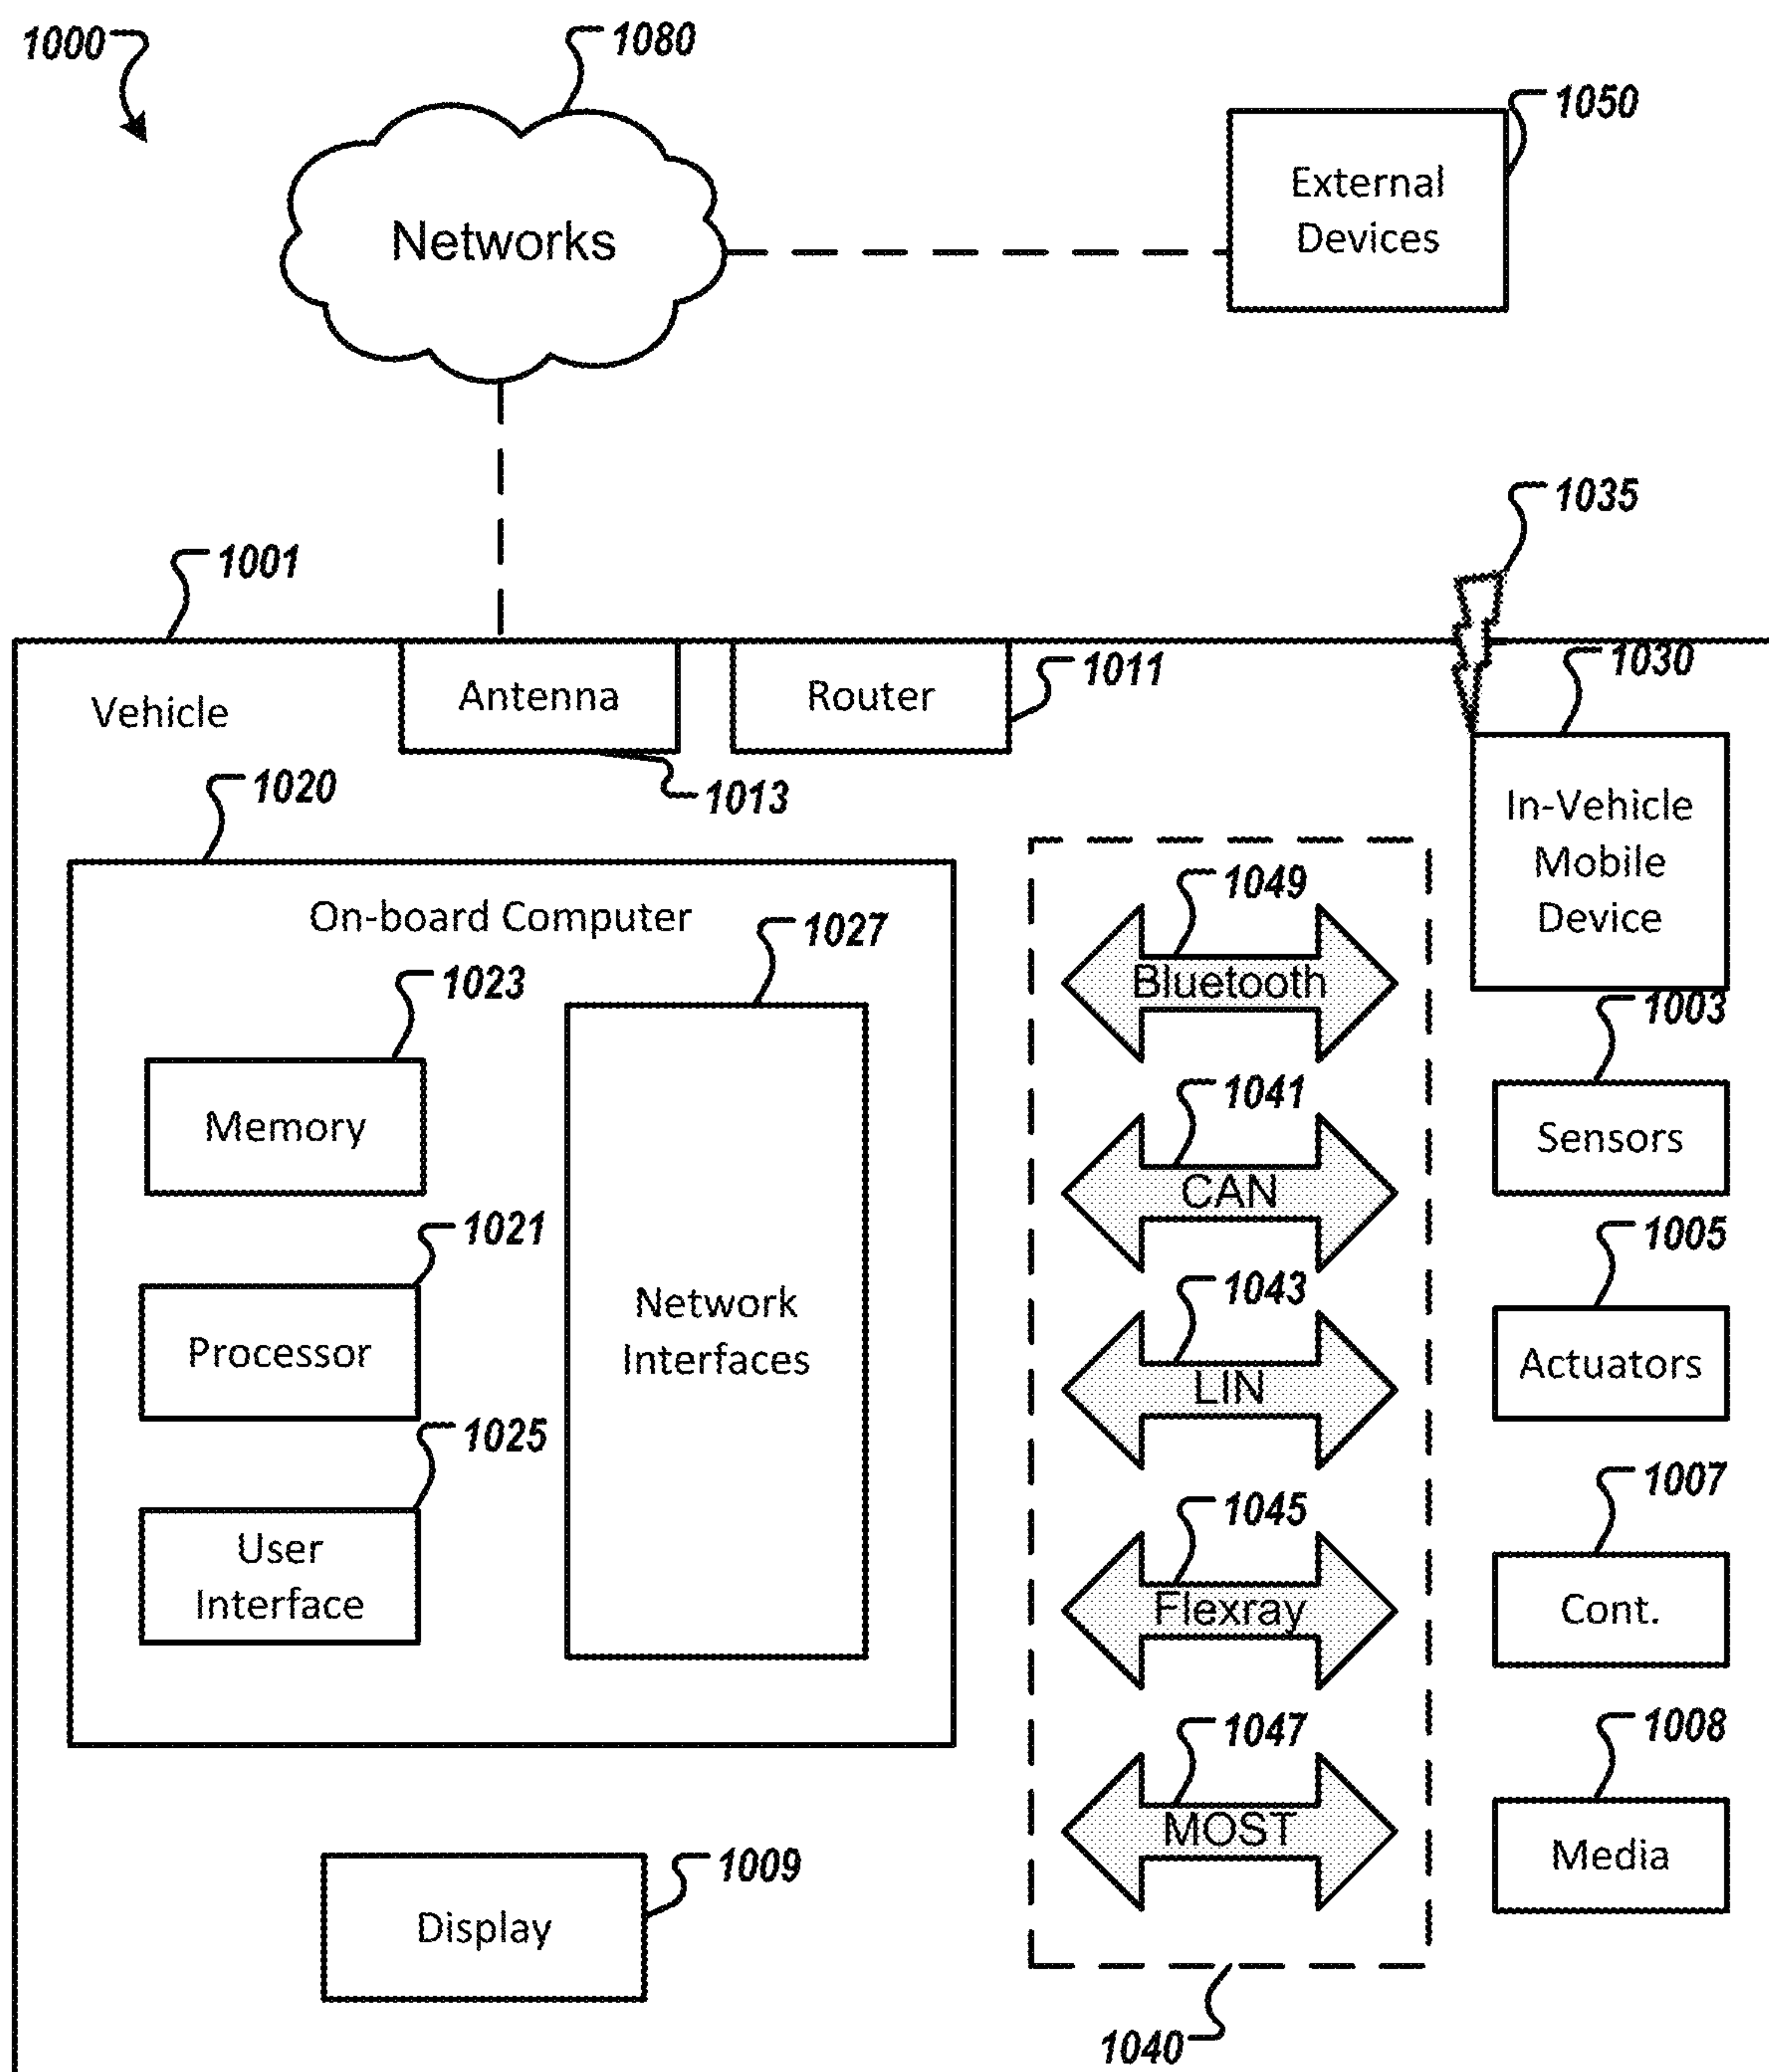 1000
1080
1050
External
Devices
Networks
1035
1001
1030
1011
Antenna
Router
Vehicle
1013
1020
In-Vehicle
Mobile
Device
1049
On-board Computer
1027
1023
Bluetooth
1003
1041
Memory
Sensors
CAN
1021
1005
1043
Network
Interfaces
Processor
Actuators
LIN
1025
1007
1045
User
Interface
Flexray
Cont.
1047
1008
MOST
Media
1009
Display
1040